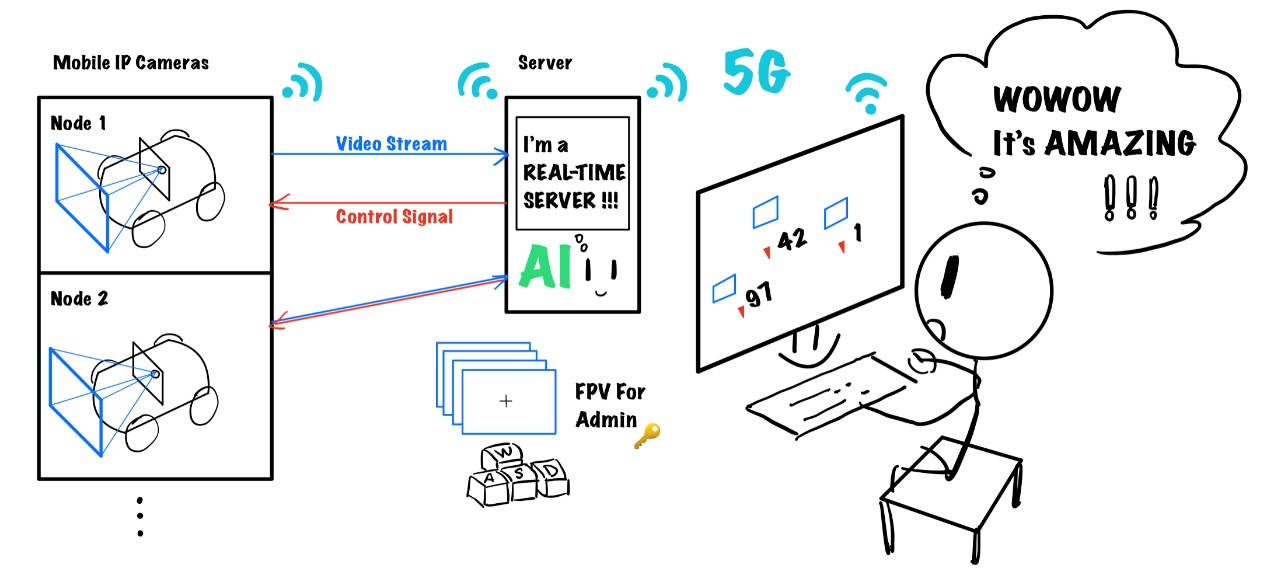 Mobile IP Cameras
Node 1
Node 2
Video Stream
Control Signal
Server
I'm a
REAL-TIME
SERVER !!!
AI
FPV For
Admin
W
A S D
5G
42
1
97
WOWOW
It's AMAZING
!!!